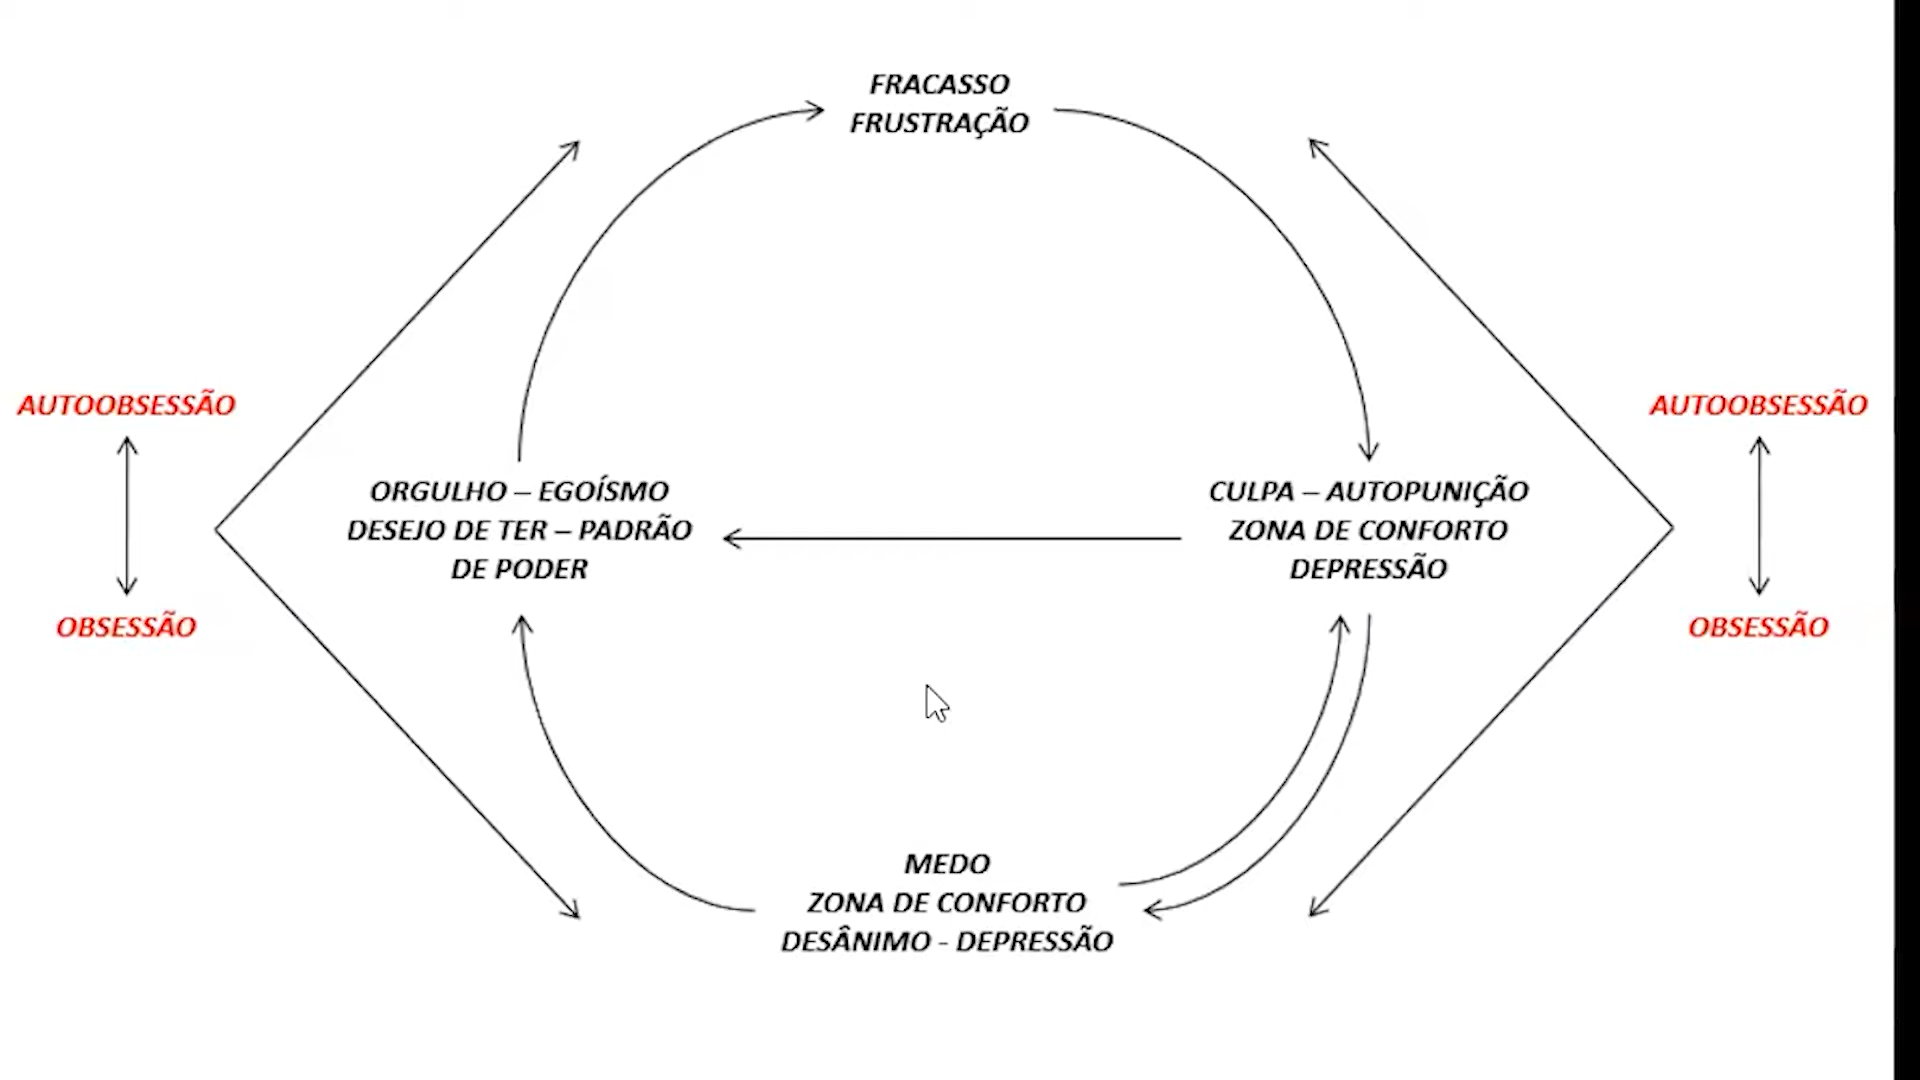 FRACASSO
FRUSTRAÇÃO
AUTOOBSESSÃO
OBSESSÃO
ORGULHO – EGOÍSMO
DESEJO DE TER – PADRÃO
DE PODER
CULPA – AUTOPUNIÇÃO
ZONA DE CONFORTO
DEPRESSÃO
AUTOOBSESSÃO
OBSESSÃO
MEDO
ZONA DE CONFORTO
DESÂNIMO - DEPRESSÃO